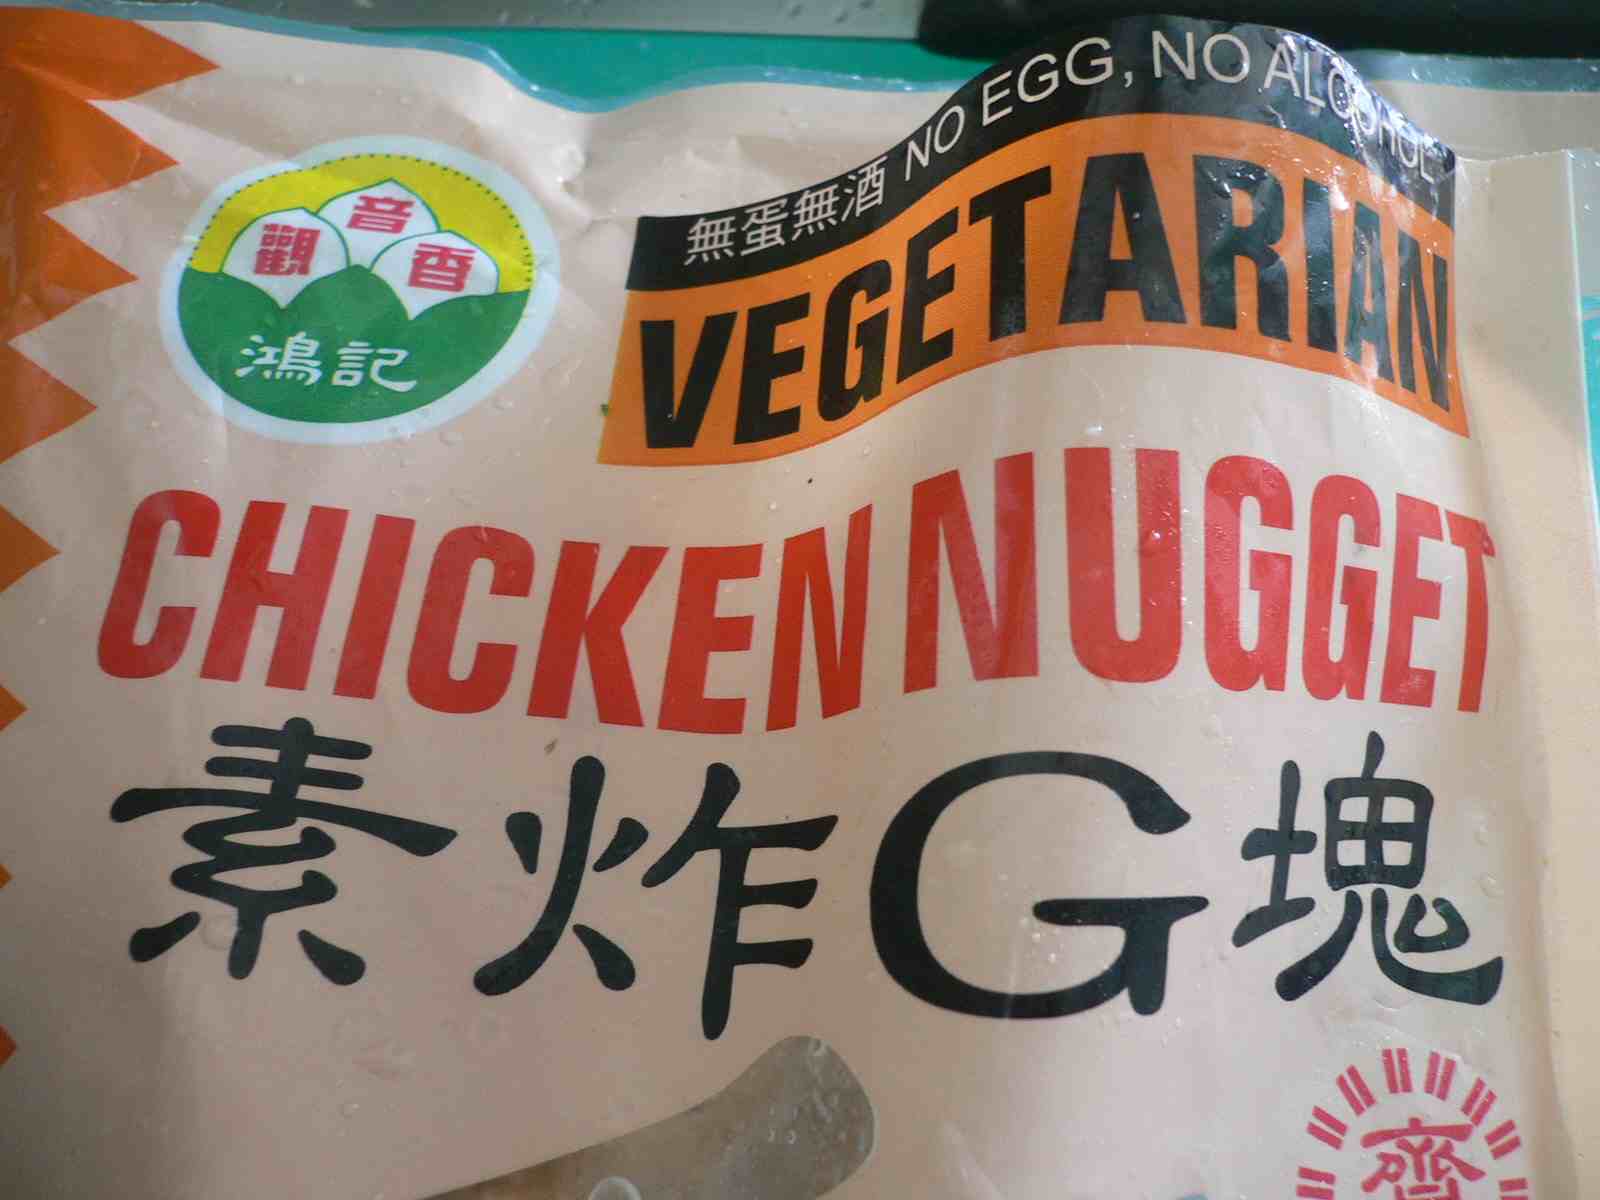 觀音香
鴻記
無蛋無酒 NO EGG, NO ALCOHOL
VEGETARIAN
CHICKEN NUGGET
素炸G塊
齋